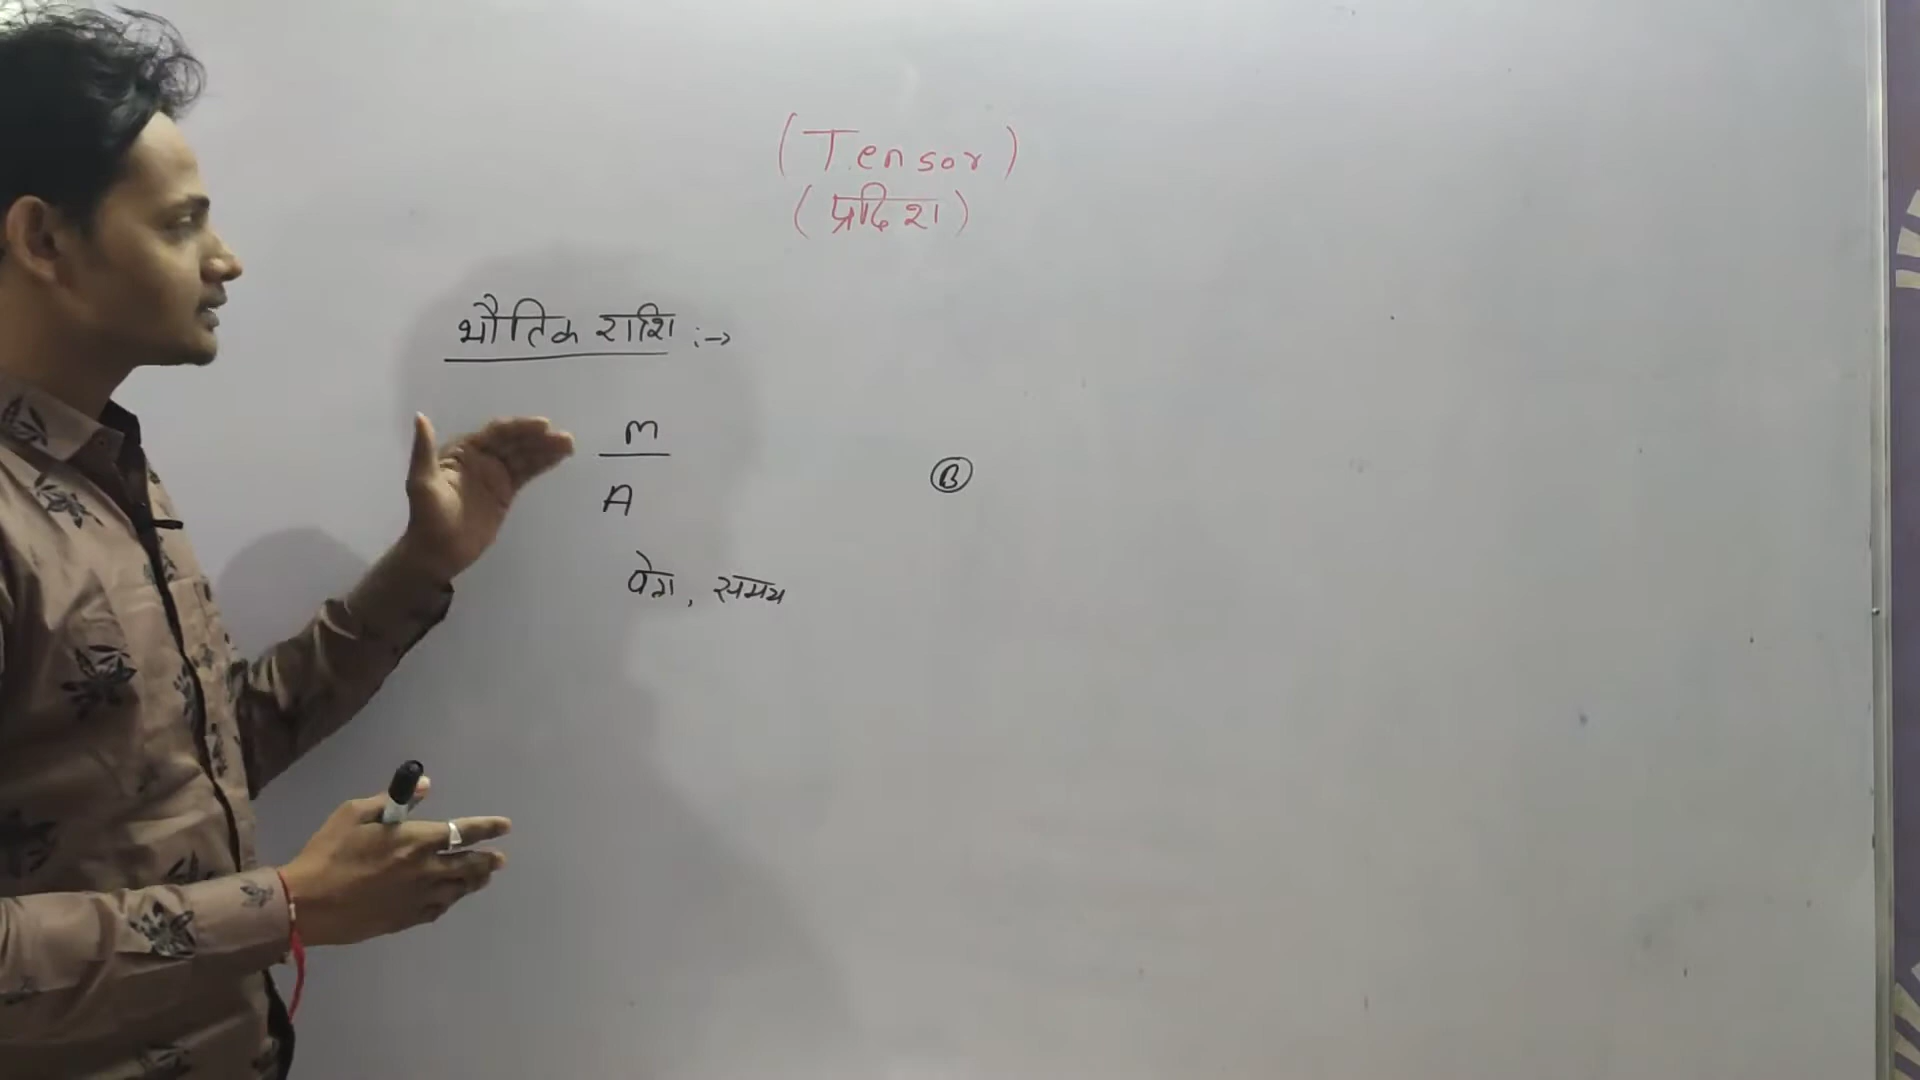 (Tensor)
(प्रदिश)
भौतिक राशि :→
m
A
B
वेग, समय